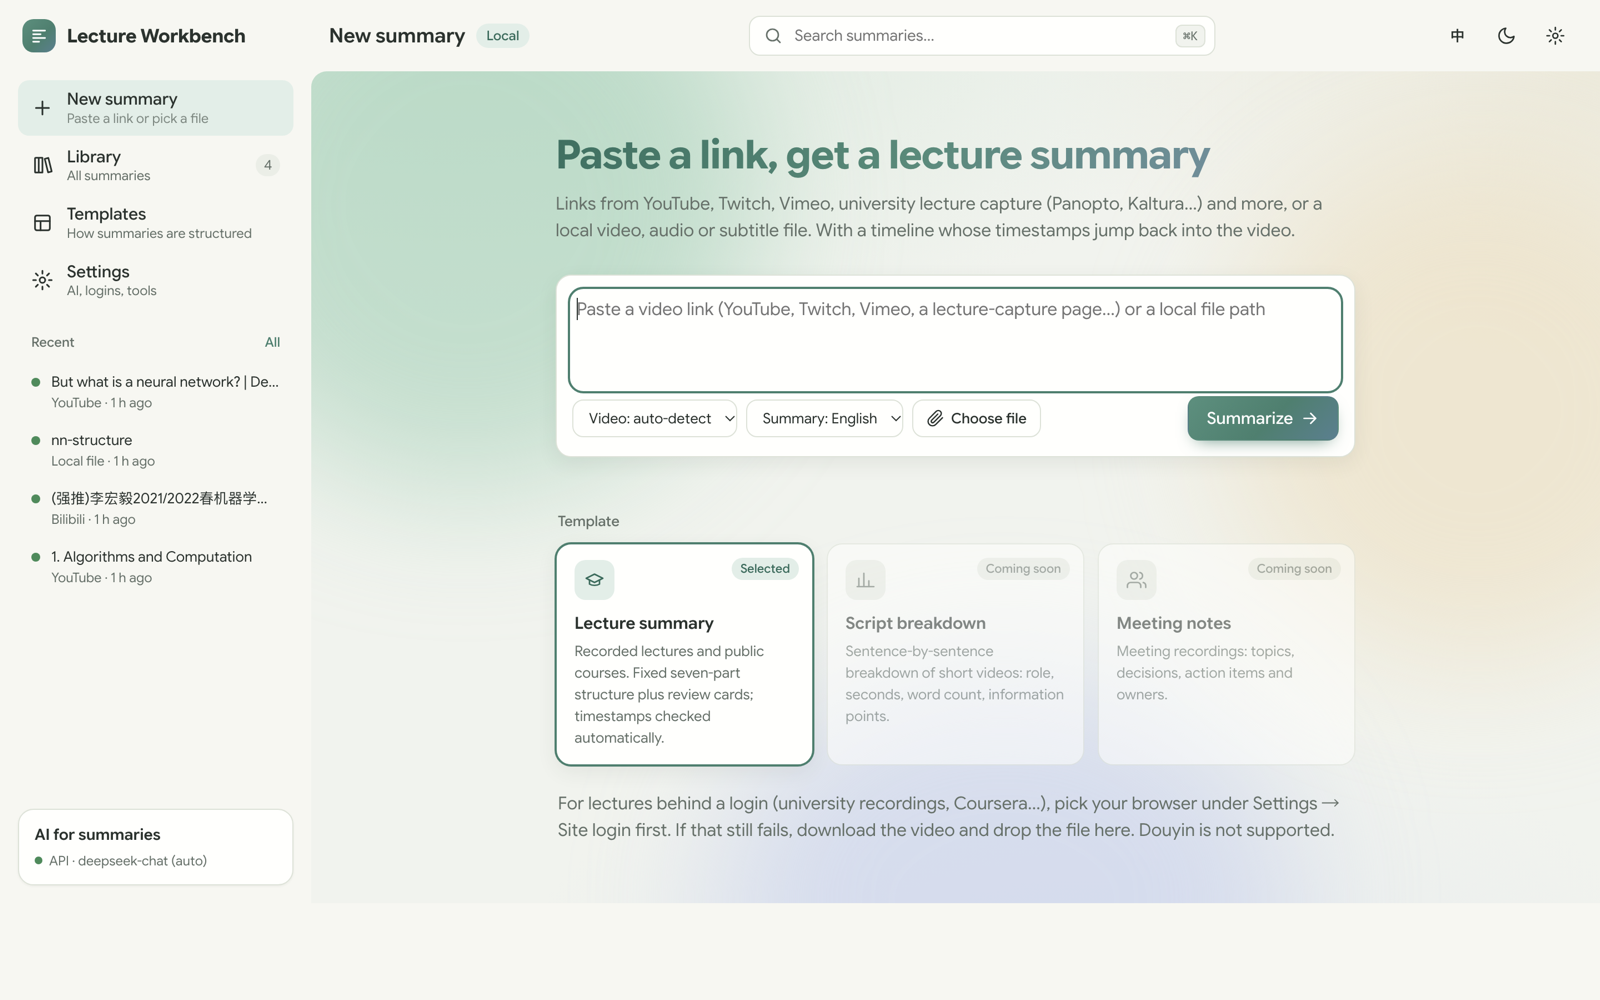 Lecture Workbench
New summary
Local
Search summaries...
⌘K
中
New summary
Paste a link or pick a file
Library
All summaries
4
Templates
How summaries are structured
Settings
AI, logins, tools
Recent
All
But what is a neural network? | De...
YouTube · 1 h ago
nn-structure
Local file · 1 h ago
(强推)李宏毅2021/2022春机器学...
Bilibili · 1 h ago
1. Algorithms and Computation
YouTube · 1 h ago
AI for summaries
API · deepseek-chat (auto)
Paste a link, get a lecture summary
Links from YouTube, Twitch, Vimeo, university lecture capture (Panopto, Kaltura...) and more, or a
local video, audio or subtitle file. With a timeline whose timestamps jump back into the video.
Paste a video link (YouTube, Twitch, Vimeo, a lecture-capture page...) or a local file path
Video: auto-detect
Summary: English
Choose file
Summarize →
Template
Selected
Lecture summary
Recorded lectures and public
courses. Fixed seven-part
structure plus review cards;
timestamps checked
automatically.
Coming soon
Script breakdown
Sentence-by-sentence
breakdown of short videos: role,
seconds, word count, information
points.
Coming soon
Meeting notes
Meeting recordings: topics,
decisions, action items and
owners.
For lectures behind a login (university recordings, Coursera...), pick your browser under Settings →
Site login first. If that still fails, download the video and drop the file here. Douyin is not supported.